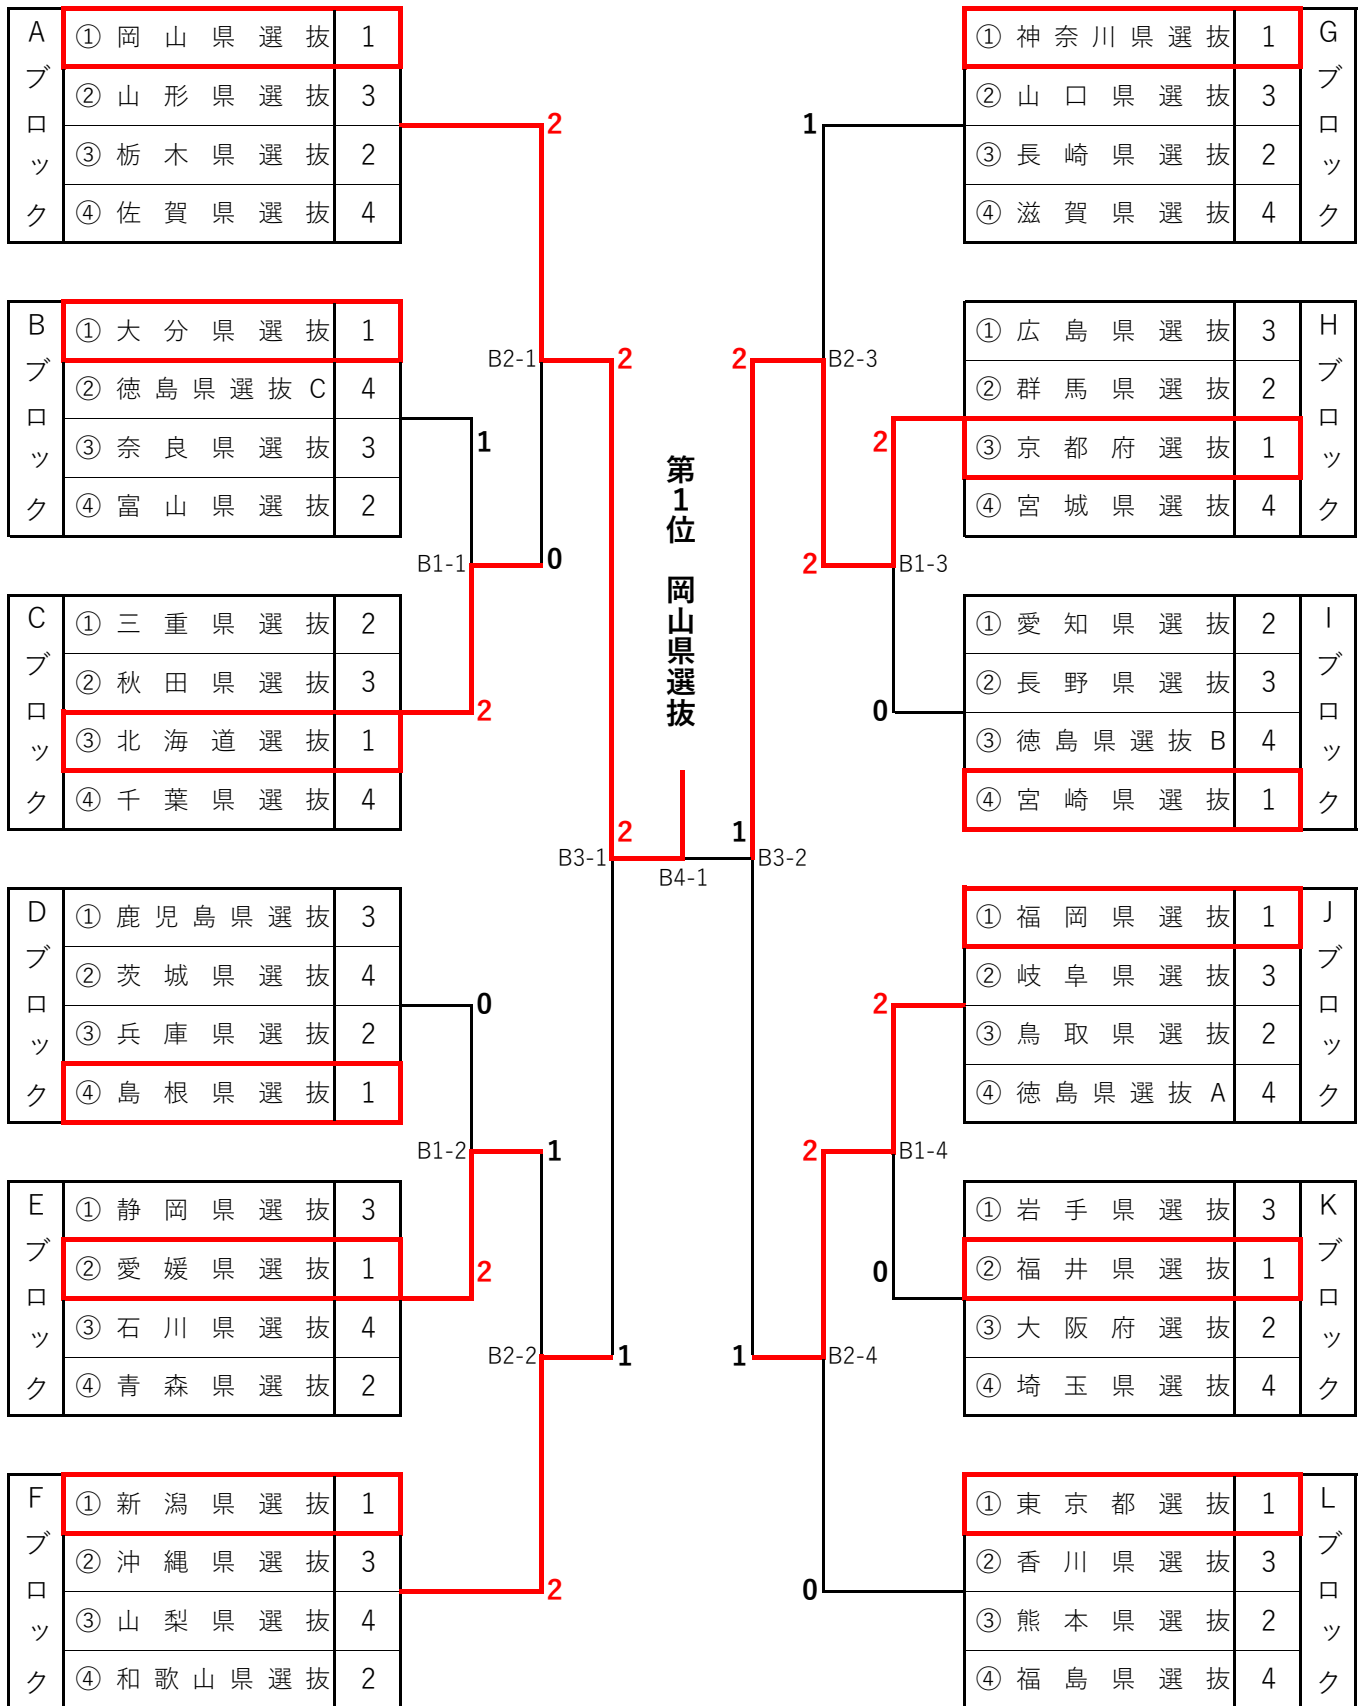 Aブロック
① 岡山県選抜 1
② 山形県選抜 3
③ 栃木県選抜 2
④ 佐賀県選抜 4
Bブロック
① 大分県選抜 1
② 徳島県選抜C 4
③ 奈良県選抜 3
④ 富山県選抜 2
Cブロック
① 三重県選抜 2
② 秋田県選抜 3
③ 北海道選抜 1
④ 千葉県選抜 4
Dブロック
① 鹿児島県選抜 3
② 茨城県選抜 4
③ 兵庫県選抜 2
④ 島根県選抜 1
Eブロック
① 静岡県選抜 3
② 愛媛県選抜 1
③ 石川県選抜 4
④ 青森県選抜 2
Fブロック
① 新潟県選抜 1
② 沖縄県選抜 3
③ 山梨県選抜 4
④ 和歌山県選抜 2
2
B2-1
2
1
B1-1
0
2
2
B3-1
0
B1-2
1
2
B2-2
1
2
第1位 岡山県選抜
B4-1
1
2
B2-3
2
2
B1-3
0
1
B3-2
2
2
B1-4
0
1
B2-4
0
Gブロック
① 神奈川県選抜 1
② 山口県選抜 3
③ 長崎県選抜 2
④ 滋賀県選抜 4
Hブロック
① 広島県選抜 3
② 群馬県選抜 2
③ 京都府選抜 1
④ 宮城県選抜 4
Iブロック
① 愛知県選抜 2
② 長野県選抜 3
③ 徳島県選抜B 4
④ 宮崎県選抜 1
Jブロック
① 福岡県選抜 1
② 岐阜県選抜 3
③ 鳥取県選抜 2
④ 徳島県選抜A 4
Kブロック
① 岩手県選抜 3
② 福井県選抜 1
③ 大阪府選抜 2
④ 埼玉県選抜 4
Lブロック
① 東京都選抜 1
② 香川県選抜 3
③ 熊本県選抜 2
④ 福島県選抜 4